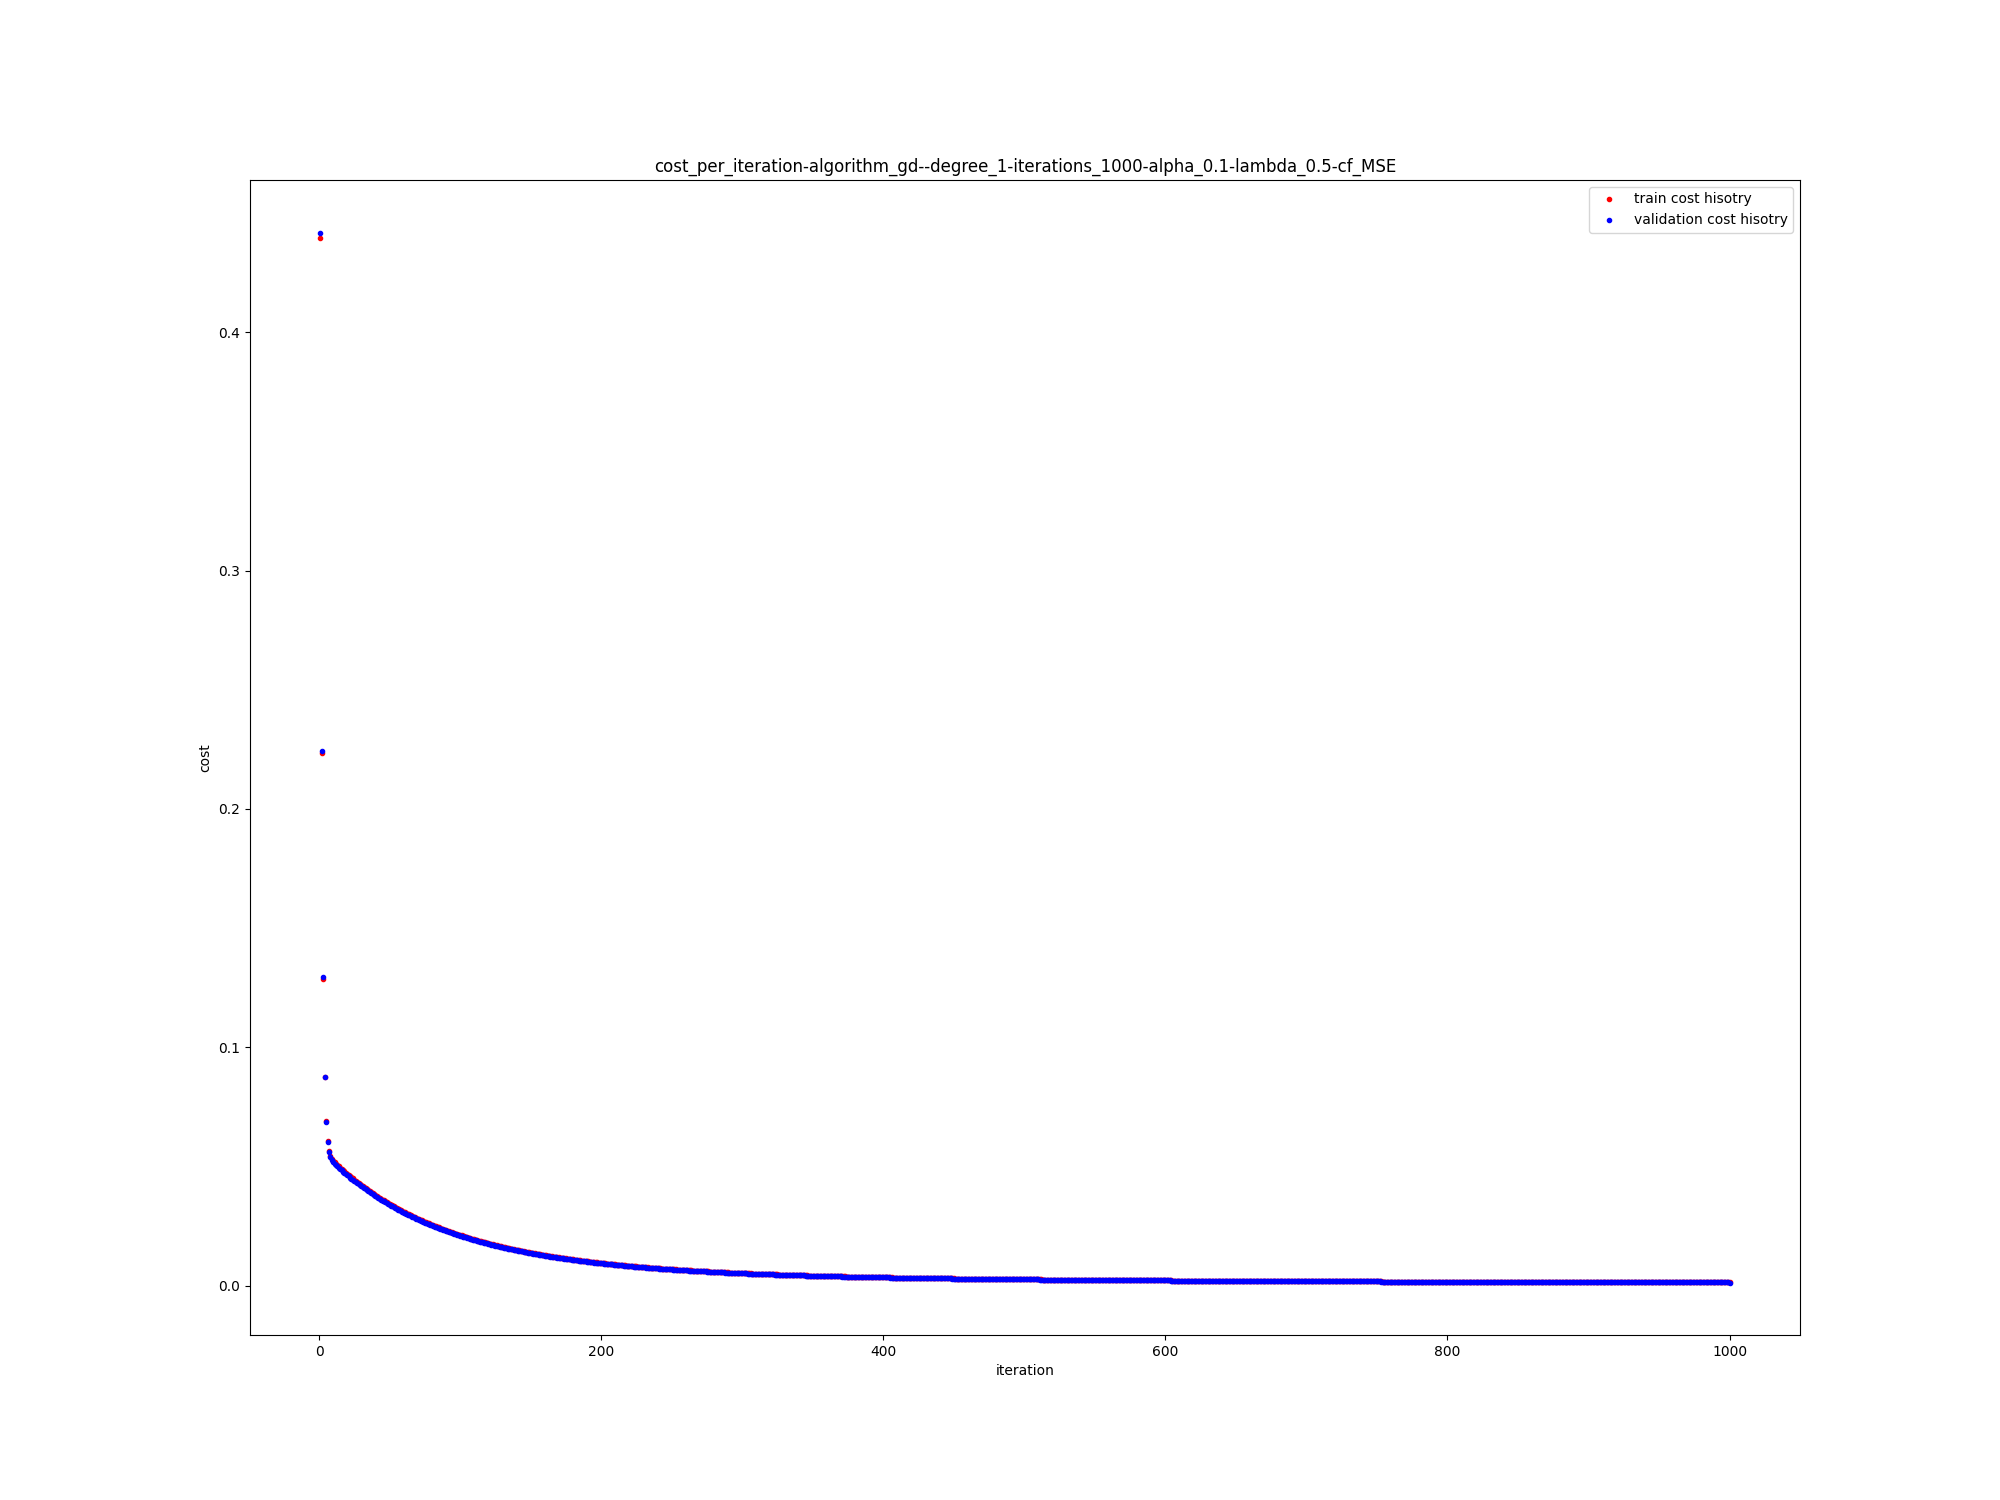 cost_per_iteration-algorithm_gd--degree_1-iterations_1000-alpha_0.1-lambda_0.5-cf_MSE
train cost hisotry
validation cost hisotry
0.4
0.3
0.2
0.1
0.0
cost
0 200 400 600 800 1000
iteration